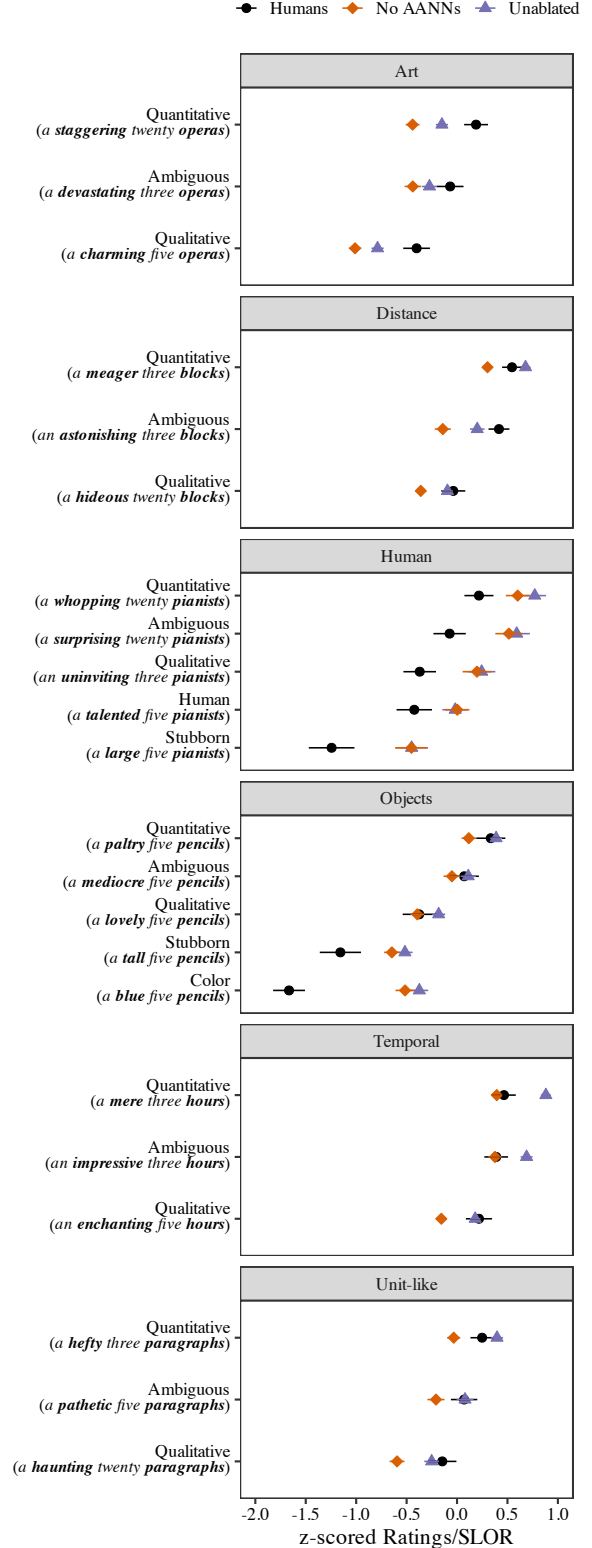 Humans No AANNs Unablated
Art
Quantitative
(a staggering twenty operas)
Ambiguous
(a devastating three operas)
Qualitative
(a charming five operas)
Distance
Quantitative
(a meager three blocks)
Ambiguous
(an astonishing three blocks)
Qualitative
(a hideous twenty blocks)
Human
Quantitative
(a whopping twenty pianists)
Ambiguous
(a surprising twenty pianists)
Qualitative
(an uninviting three pianists)
Human
(a talented five pianists)
Stubborn
(a large five pianists)
Objects
Quantitative
(a paltry five pencils)
Ambiguous
(a mediocre five pencils)
Qualitative
(a lovely five pencils)
Stubborn
(a tall five pencils)
Color
(a blue five pencils)
Temporal
Quantitative
(a mere three hours)
Ambiguous
(an impressive three hours)
Qualitative
(an enchanting five hours)
Unit-like
Quantitative
(a hefty three paragraphs)
Ambiguous
(a pathetic five paragraphs)
Qualitative
(a haunting twenty paragraphs)
-2.0 -1.5 -1.0 -0.5 0.0 0.5 1.0
z-scored Ratings/SLOR